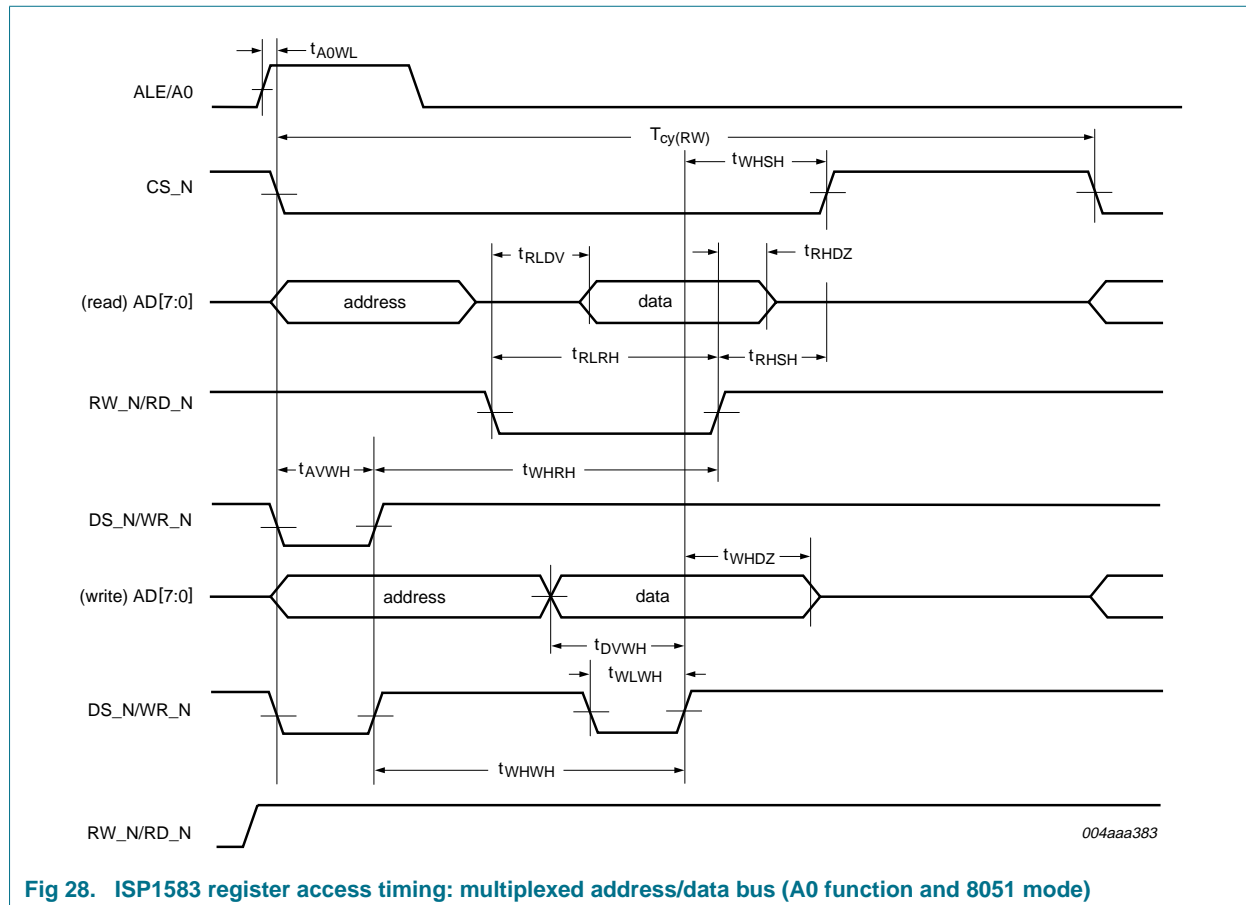 tA0WL
ALE/A0
Tcy(RW)
tWHSH
CS_N
tRLDV
tRHDZ
(read) AD[7:0]
address
data
tRLRH
tRHSH
RW_N/RD_N
tAVWH
tWHRH
DS_N/WR_N
tWHDZ
(write) AD[7:0]
address
data
tDVWH
tWLWH
DS_N/WR_N
tWHWH
RW_N/RD_N
004aaa383
Fig 28. ISP1583 register access timing: multiplexed address/data bus (A0 function and 8051 mode)